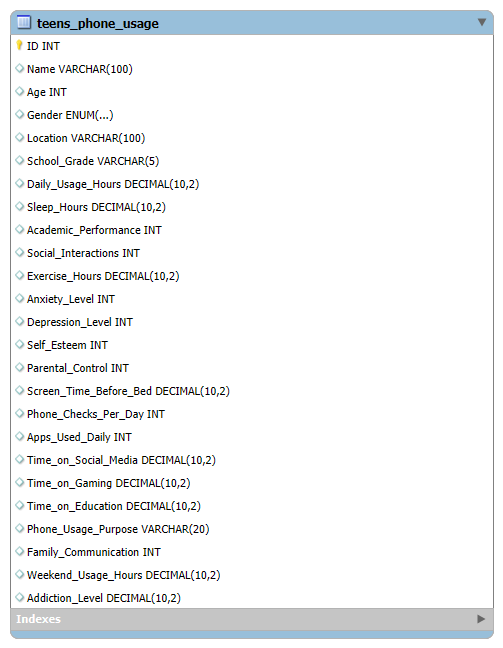 teens_phone_usage
ID INT
Name VARCHAR(100)
Age INT
Gender ENUM(...)
Location VARCHAR(100)
School_Grade VARCHAR(5)
Daily_Usage_Hours DECIMAL(10,2)
Sleep_Hours DECIMAL(10,2)
Academic_Performance INT
Social_Interactions INT
Exercise_Hours DECIMAL(10,2)
Anxiety_Level INT
Depression_Level INT
Self_Esteem INT
Parental_Control INT
Screen_Time_Before_Bed DECIMAL(10,2)
Phone_Checks_Per_Day INT
Apps_Used_Daily INT
Time_on_Social_Media DECIMAL(10,2)
Time_on_Gaming DECIMAL(10,2)
Time_on_Education DECIMAL(10,2)
Phone_Usage_Purpose VARCHAR(20)
Family_Communication INT
Weekend_Usage_Hours DECIMAL(10,2)
Addiction_Level DECIMAL(10,2)
Indexes